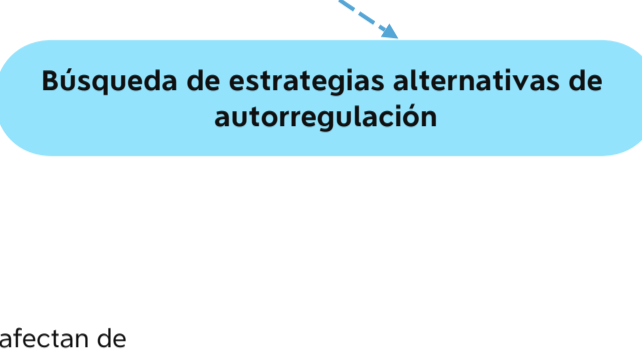 Búsqueda de estrategias alternativas de
autorregulación
afectan de